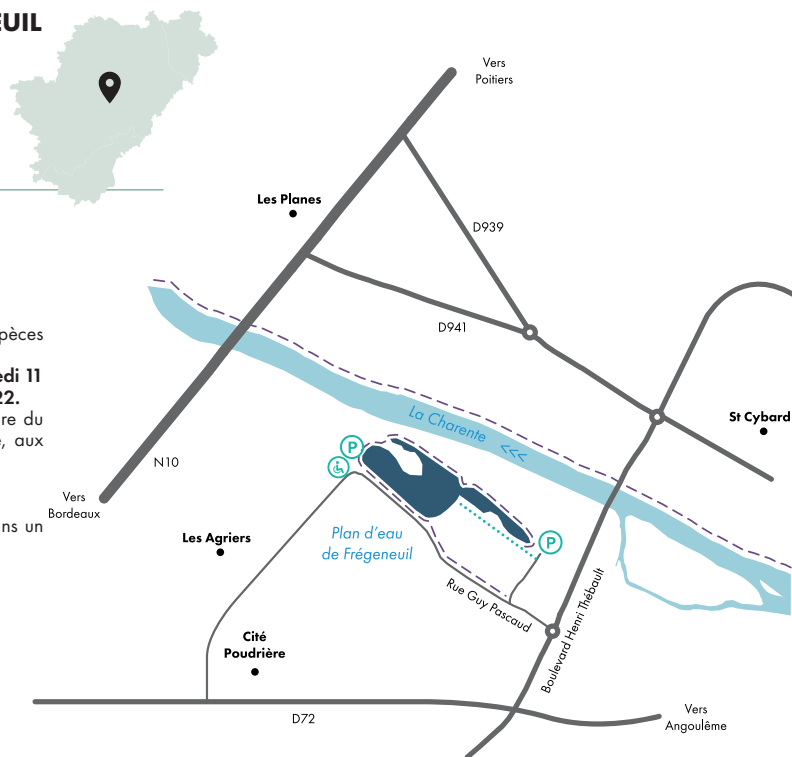 EUIL
pèces
edi 11
22.
re du
e, aux
ns un
Vers
Poitiers
Les Planes
D939
D941
St Cybard
La Charente <<<
N10
Vers
Bordeaux
P
P
Les Agriers
Plan d'eau
de Frégeneuil
Rue Guy Pascaud
Boulevard Henri Thébault
Cité
Poudrière
D72
Vers
Angoulême